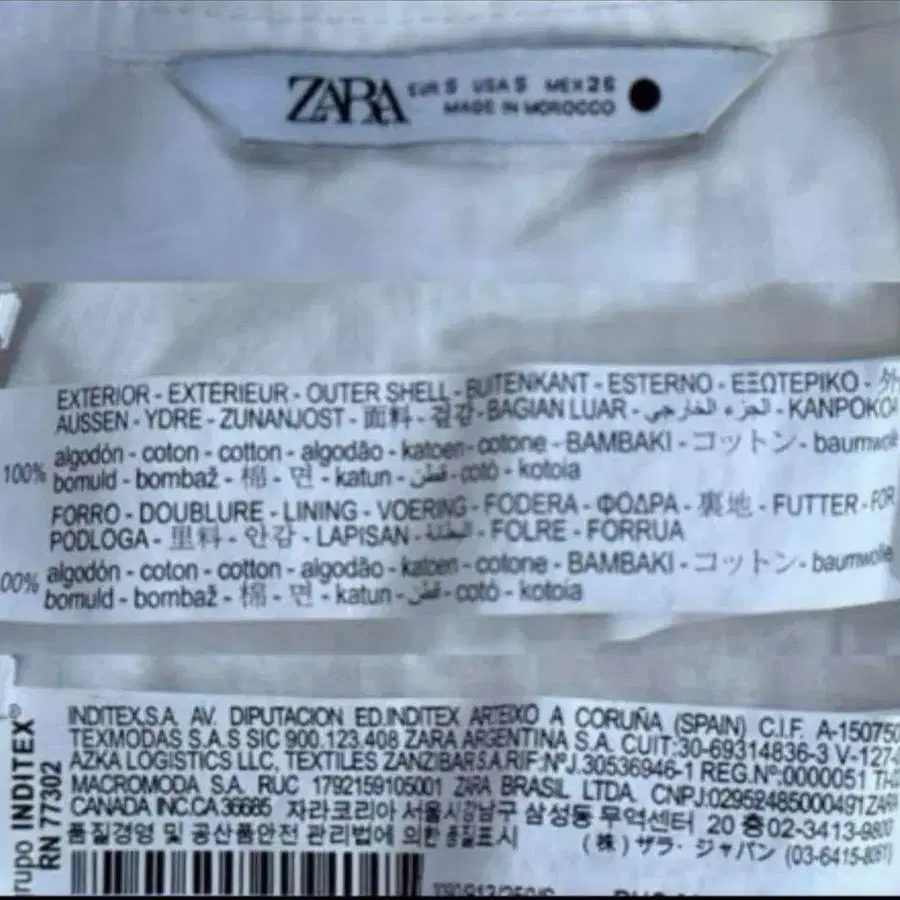 ZARA EUR S USA S MEX 26
MADE IN MOROCCO
EXTERIOR - EXTERIEUR - OUTER SHELL - BUITENKANT - ESTERNO - ΕΞΩΤΕΡΙΚΟ - 外
AUSSEN - YDRE - ZUNANJOST - 面料 - 겉감 - BAGIAN LUAR - الجزء الخارجي - KANPOKO
100% algodón - coton - cotton - algodão - katoen - cotone - BAMBAKI - コットン - baumwolle
bomuld - bombaž - 棉 - 면 - katun - قطن - cotó - kotoia
FORRO - DOUBLURE - LINING - VOERING - FODERA - ΦΟΔΡΑ - 裏地 - FUTTER - FOR
PODLOGA - 里料 - 안감 - LAPISAN - البطانة - FOLRE - FORRUA
00% algodón - coton - cotton - algodão - katoen - cotone - BAMBAKI - コットン - baumwolle
bomuld - bombaž - 棉 - 면 - katun - قطن - cotó - kotoia
rupo INDITEX
RN 77302
INDITEX,S.A. AV. DIPUTACION ED.INDITEX ARTEIXO A CORUÑA (SPAIN) C.I.F. A-150750
TEXMODAS S.A.S SIC 900.123.408 ZARA ARGENTINA S.A. CUIT:30-69314836-3 V-127
AZKA LOGISTICS LLC, TEXTILES ZANZIBAR S.A.RIF:NºJ.30536946-1 REG.Nº:0000051
MACROMODA S.A. RUC 1792159105001 ZARA BRASIL LTDA. CNPJ:02952485000491 ZARA
CANADA INC.CA 36685 자라코리아 서울시강남구 삼성동 무역센터 20 층02-3413-9800
품질경영 및 공산품안전 관리법에 의한 품질표시 (株)ザラ・ジャパン (03-6415-8061)